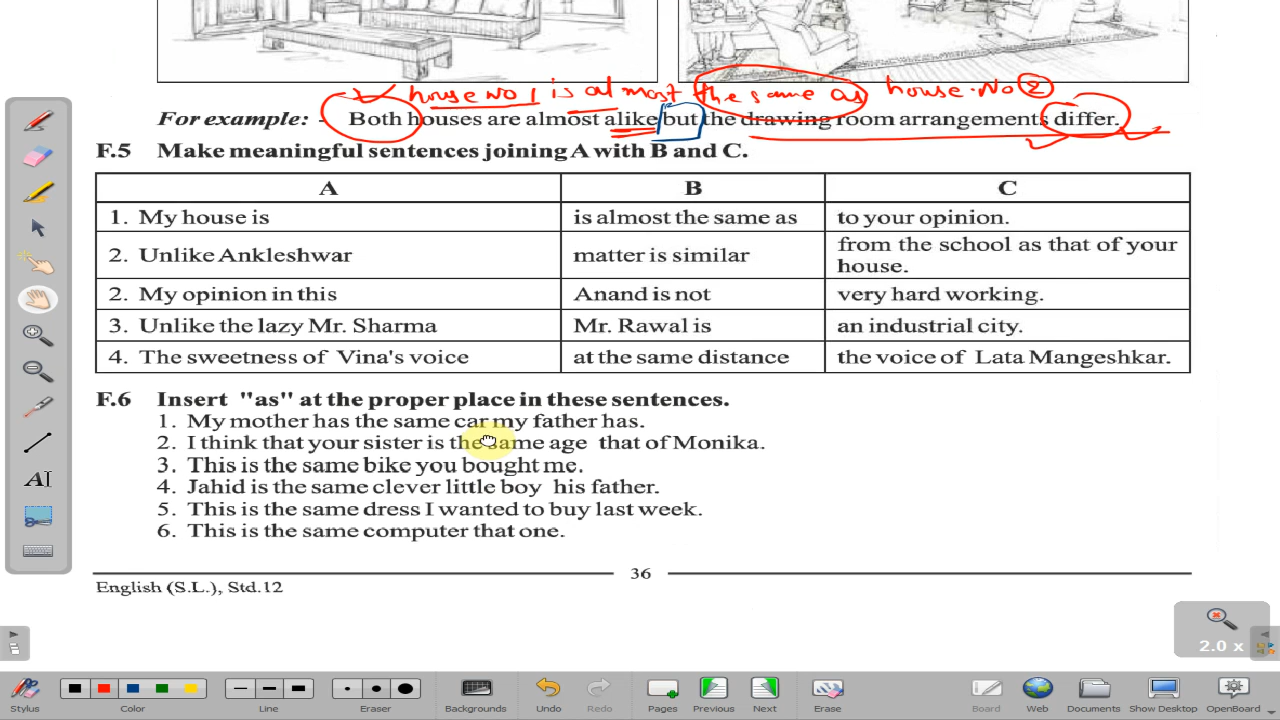 house No 1 is almost the same as house. No 2
For example: - Both houses are almost alike but the drawing room arrangements differ.
F.5 Make meaningful sentences joining A with B and C.
A B C
1. My house is is almost the same as to your opinion.
2. Unlike Ankleshwar matter is similar from the school as that of your
house.
2. My opinion in this Anand is not very hard working.
3. Unlike the lazy Mr. Sharma Mr. Rawal is an industrial city.
4. The sweetness of Vina's voice at the same distance the voice of Lata Mangeshkar.
F.6 Insert "as" at the proper place in these sentences.
1. My mother has the same car my father has.
2. I think that your sister is the same age that of Monika.
3. This is the same bike you bought me.
4. Jahid is the same clever little boy his father.
5. This is the same dress I wanted to buy last week.
6. This is the same computer that one.
36
English (S.L.), Std.12
2.0 x
Stylus Color Line Eraser Backgrounds Undo Redo Pages Previous Next Erase Board Web Documents Show Desktop OpenBoard